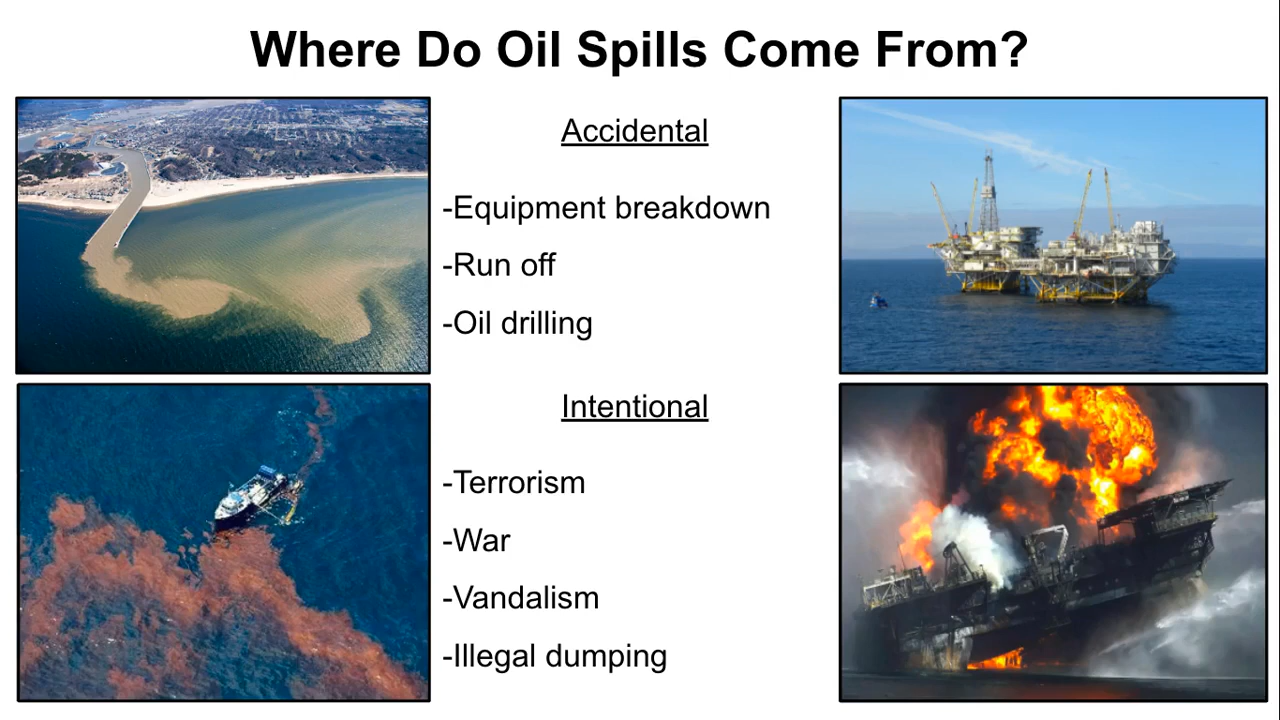 Where Do Oil Spills Come From?
Accidental
-Equipment breakdown
-Run off
-Oil drilling
Intentional
-Terrorism
-War
-Vandalism
-Illegal dumping